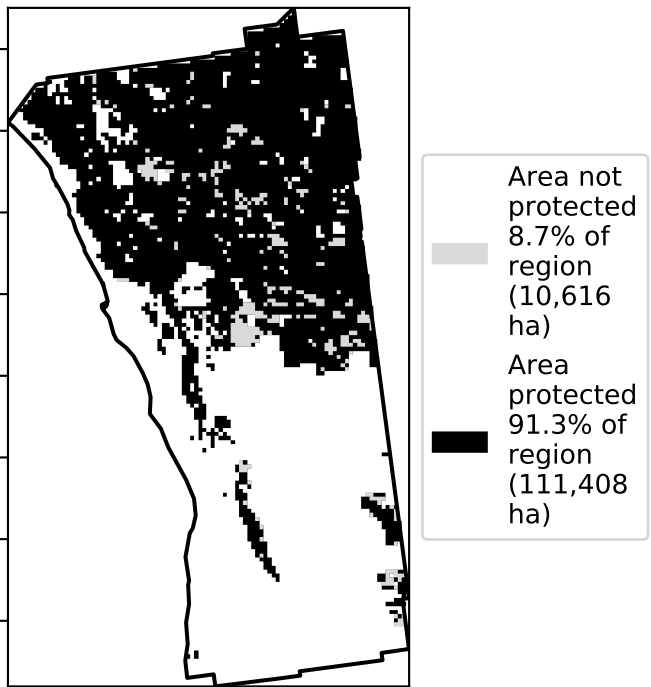 Area not
protected
8.7% of
region
(10,616
ha)
Area
protected
91.3% of
region
(111,408
ha)